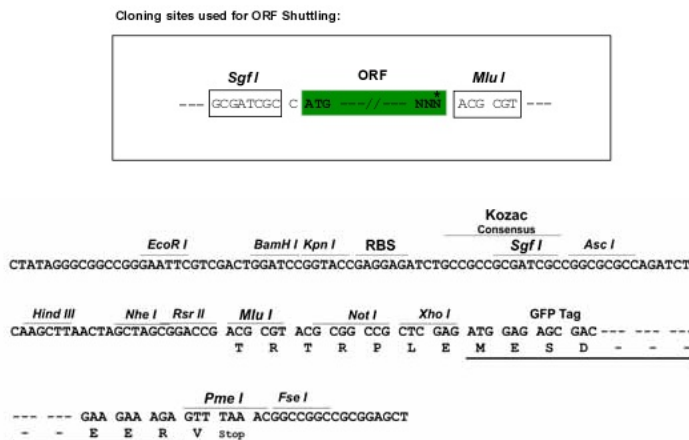 Cloning sites used for ORF Shuttling:
Sgf I ORF Mlu I
--- GCGATCGC C ATG ---//--- NNN* ACG CGT ---
Kozac
Consensus
EcoR I BamH I Kpn I RBS Sgf I Asc I
CTATAGGGCGGCCGGGAATTCGTCGACTGGATCCGGTACCGAGGAGATCTGCCGCCGCGATCGCCGGCGCGCCAGATCT
Hind III Nhe I Rsr II Mlu I Not I Xho I GFP Tag
CAAGCTTAACTAGCTAGCGGACCG ACG CGT ACG CGG CCG CTC GAG ATG GAG AGC GAC --- ---
T R T R P L E M E S D - - -
Pme I Fse I
--- --- GAA GAA AGA GTT TAA ACGGCCGGCCGCGGAGCT
- - E E R V Stop